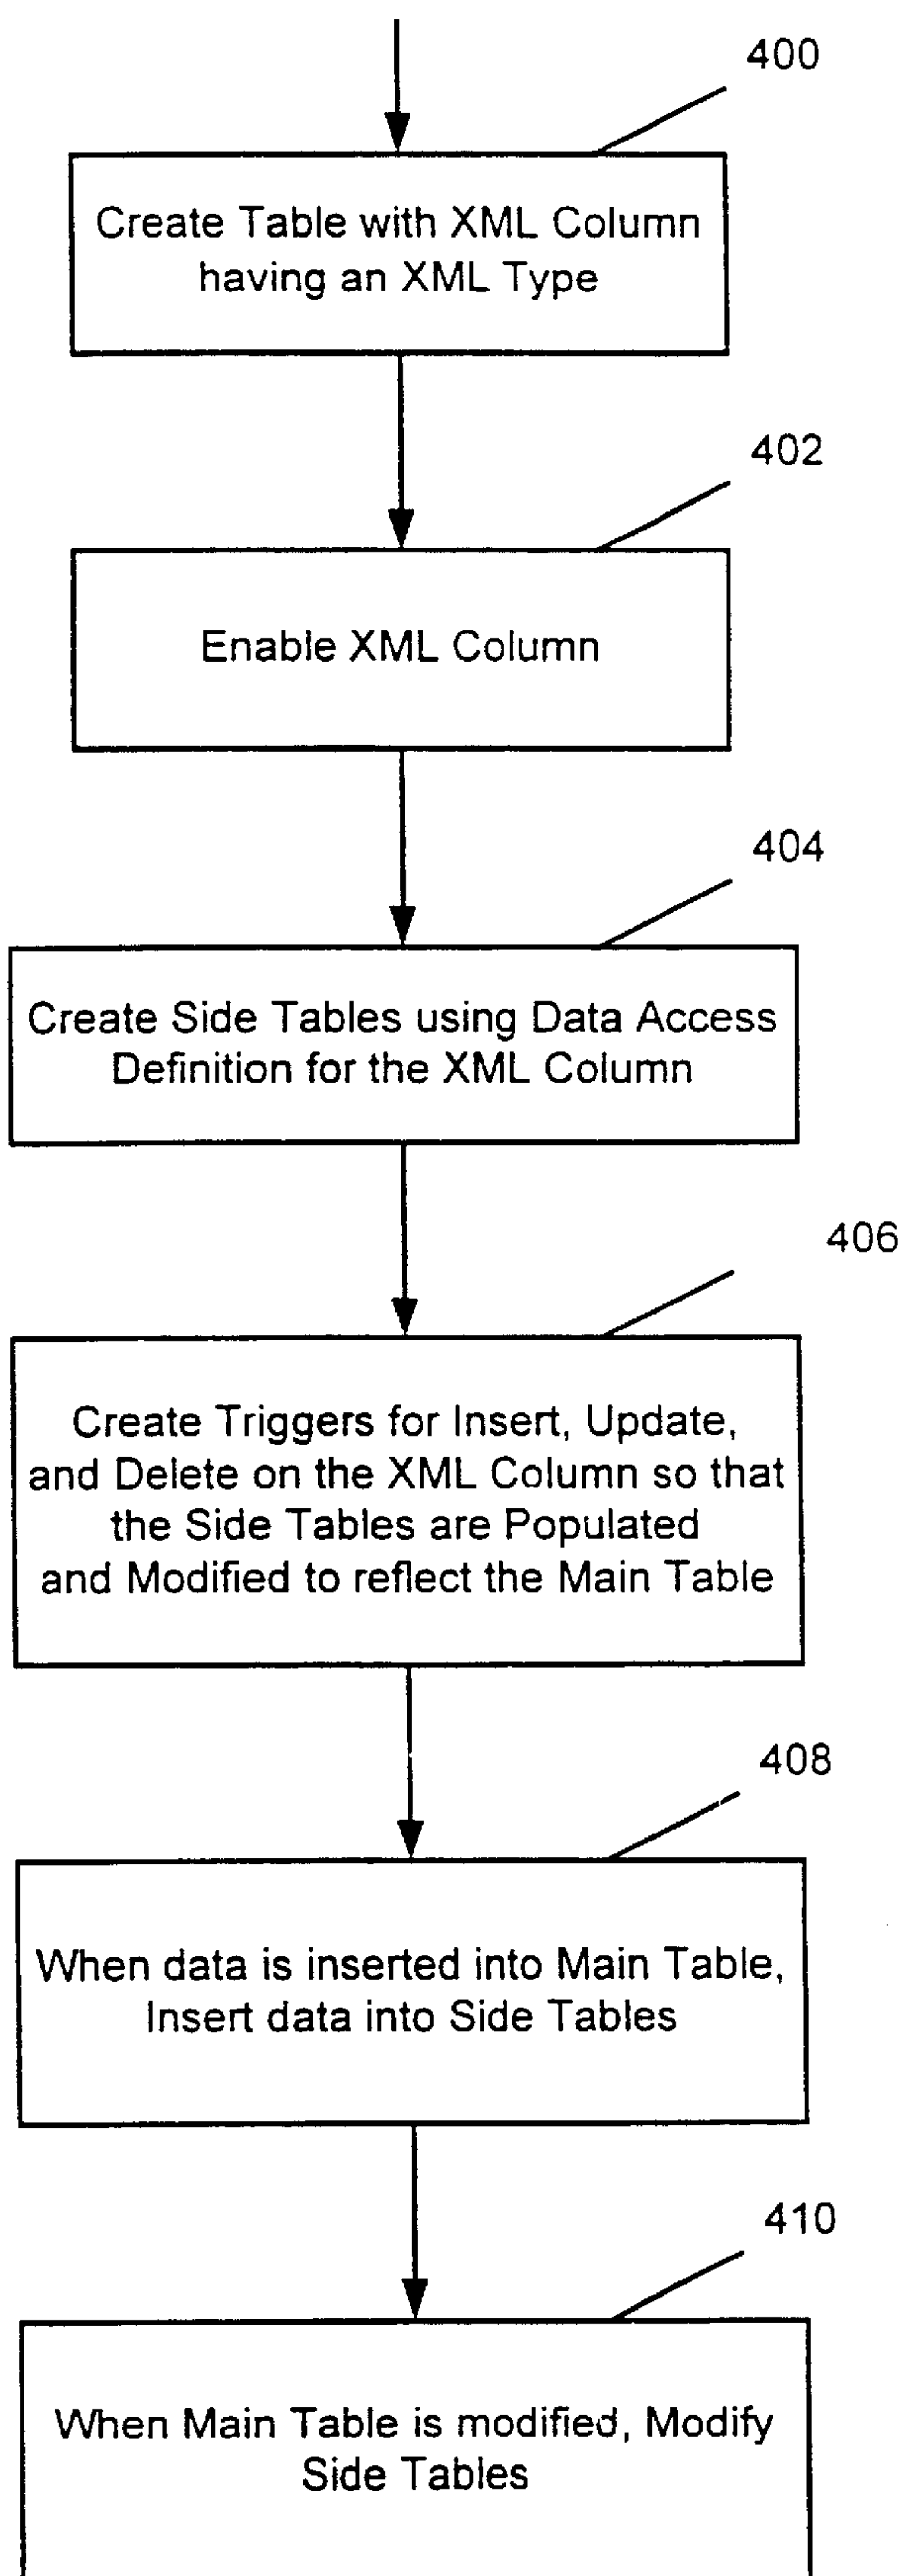 400
Create Table with XML Column
having an XML Type
402
Enable XML Column
404
Create Side Tables using Data Access
Definition for the XML Column
406
Create Triggers for Insert, Update,
and Delete on the XML Column so that
the Side Tables are Populated
and Modified to reflect the Main Table
408
When data is inserted into Main Table,
Insert data into Side Tables
410
When Main Table is modified, Modify
Side Tables